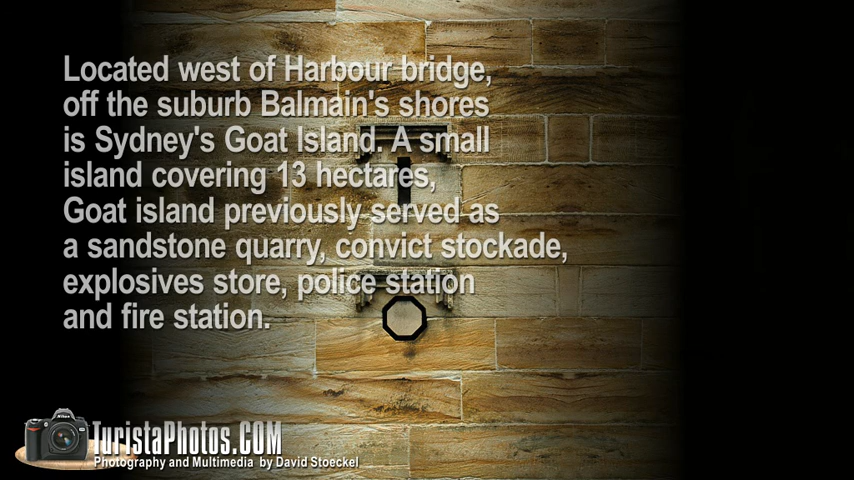 Located west of Harbour bridge,
off the suburb Balmain's shores
is Sydney's Goat Island. A small
island covering 13 hectares,
Goat island previously served as
a sandstone quarry, convict stockade,
explosives store, police station
and fire station.
Nikon
TuristaPhotos.COM
Photography and Multimedia by David Stoeckel